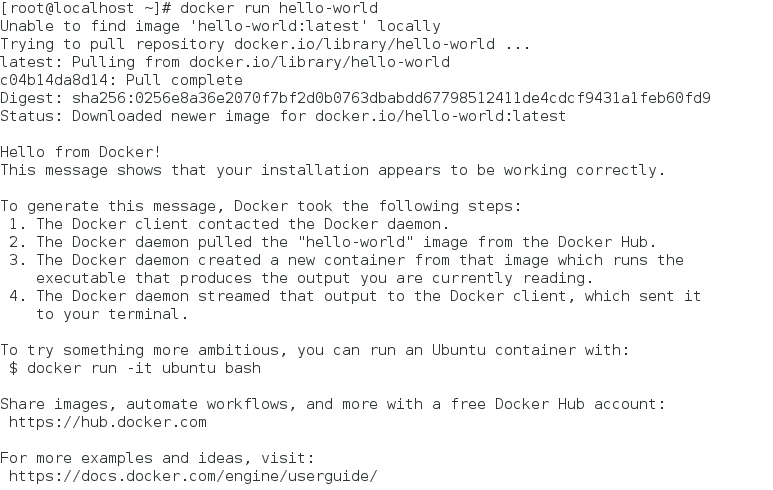 [root@localhost ~]# docker run hello-world
Unable to find image 'hello-world:latest' locally
Trying to pull repository docker.io/library/hello-world ...
latest: Pulling from docker.io/library/hello-world
c04b14da8d14: Pull complete
Digest: sha256:0256e8a36e2070f7bf2d0b0763dbabdd67798512411de4cdcf9431a1feb60fd9
Status: Downloaded newer image for docker.io/hello-world:latest

Hello from Docker!
This message shows that your installation appears to be working correctly.

To generate this message, Docker took the following steps:
 1. The Docker client contacted the Docker daemon.
 2. The Docker daemon pulled the "hello-world" image from the Docker Hub.
 3. The Docker daemon created a new container from that image which runs the
    executable that produces the output you are currently reading.
 4. The Docker daemon streamed that output to the Docker client, which sent it
    to your terminal.

To try something more ambitious, you can run an Ubuntu container with:
 $ docker run -it ubuntu bash

Share images, automate workflows, and more with a free Docker Hub account:
 https://hub.docker.com

For more examples and ideas, visit:
 https://docs.docker.com/engine/userguide/